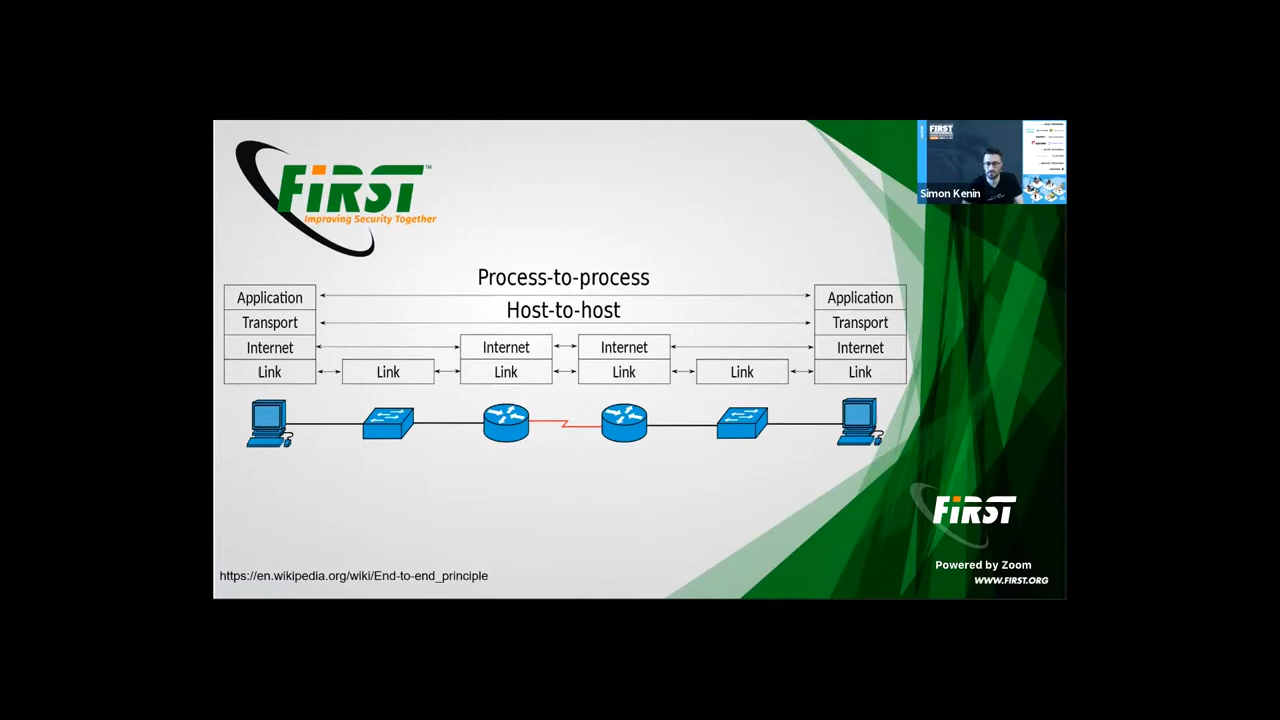 FiRST™
Improving Security Together
FIRST
CONFERENCE
Simon Kenin
Process-to-process
Application
Application
Host-to-host
Transport
Transport
Internet
Internet
Internet
Internet
Link
Link
Link
Link
Link
Link
FiRST
Powered by Zoom
https://en.wikipedia.org/wiki/End-to-end_principle
WWW.FIRST.ORG